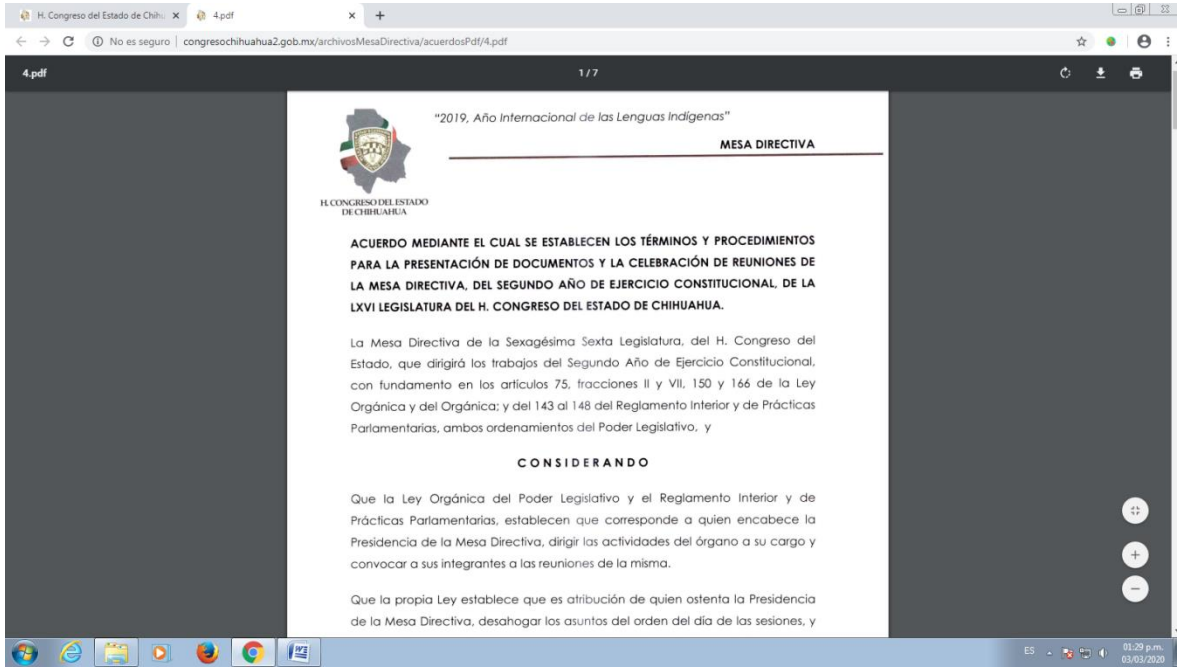 H. Congreso del Estado de Chihu
4.pdf
No es seguro | congresochihuahua2.gob.mx/archivosMesaDirectiva/acuerdosPdf/4.pdf
4.pdf
1 / 7
"2019, Año Internacional de las Lenguas Indígenas"
MESA DIRECTIVA
H. CONGRESO DEL ESTADO
DE CHIHUAHUA
ACUERDO MEDIANTE EL CUAL SE ESTABLECEN LOS TÉRMINOS Y PROCEDIMIENTOS
PARA LA PRESENTACIÓN DE DOCUMENTOS Y LA CELEBRACIÓN DE REUNIONES DE
LA MESA DIRECTIVA, DEL SEGUNDO AÑO DE EJERCICIO CONSTITUCIONAL, DE LA
LXVI LEGISLATURA DEL H. CONGRESO DEL ESTADO DE CHIHUAHUA.
La Mesa Directiva de la Sexagésima Sexta Legislatura, del H. Congreso del
Estado, que dirigirá los trabajos del Segundo Año de Ejercicio Constitucional,
con fundamento en los artículos 75, fracciones II y VII, 150 y 166 de la Ley
Orgánica y del Orgánica; y del 143 al 148 del Reglamento Interior y de Prácticas
Parlamentarias, ambos ordenamientos del Poder Legislativo, y
CONSIDERANDO
Que la Ley Orgánica del Poder Legislativo y el Reglamento Interior y de
Prácticas Parlamentarias, establecen que corresponde a quien encabece la
Presidencia de la Mesa Directiva, dirigir las actividades del órgano a su cargo y
convocar a sus integrantes a las reuniones de la misma.
Que la propia Ley establece que es atribución de quien ostenta la Presidencia
de la Mesa Directiva, desahogar los asuntos del orden del día de las sesiones, y
ES
01:29 p.m.
03/03/2020